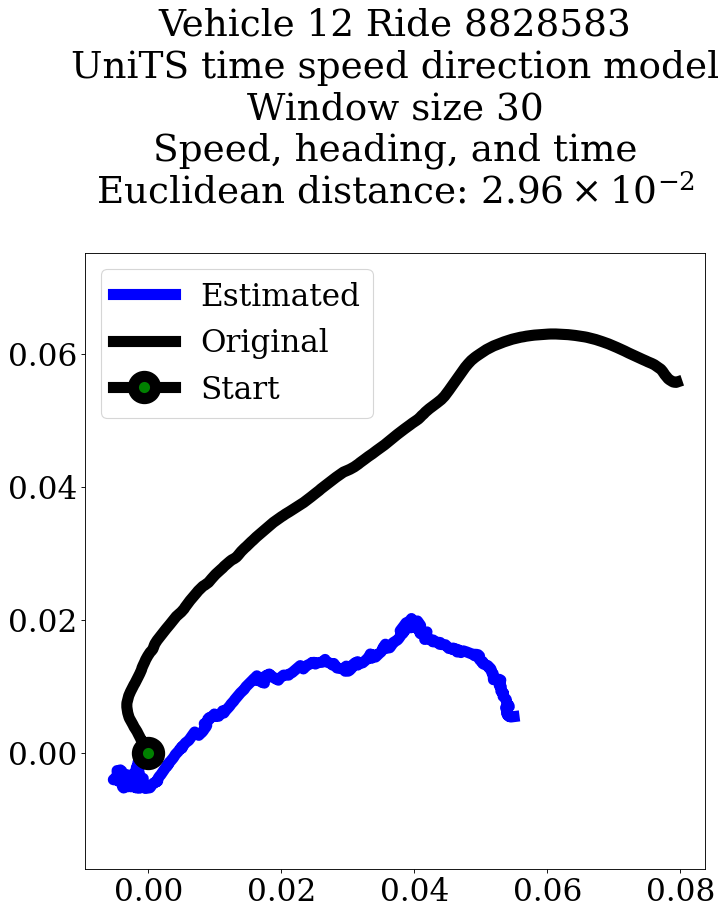 Vehicle 12 Ride 8828583
UniTS time speed direction model
Window size 30
Speed, heading, and time
Euclidean distance: 2.96 × 10⁻²
Estimated
Original
Start
0.06
0.04
0.02
0.00
0.00 0.02 0.04 0.06 0.08